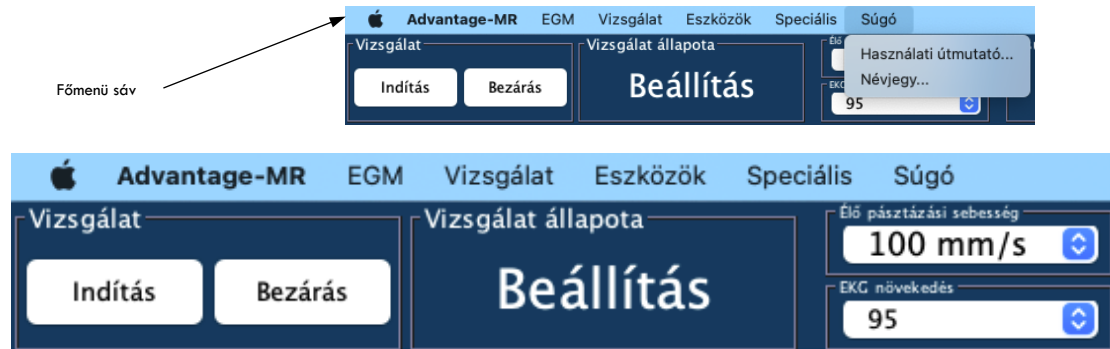 Advantage-MR EGM Vizsgálat Eszközök Speciális Súgó
Vizsgálat
Vizsgálat állapota
Élő
Használati útmutató...
Névjegy...
Indítás
Bezárás
Beállítás
EKG
95
Főmenü sáv
Advantage-MR EGM Vizsgálat Eszközök Speciális Súgó
Vizsgálat
Vizsgálat állapota
Élő pásztázási sebesség
100 mm/s
Indítás
Bezárás
Beállítás
EKG növekedés
95